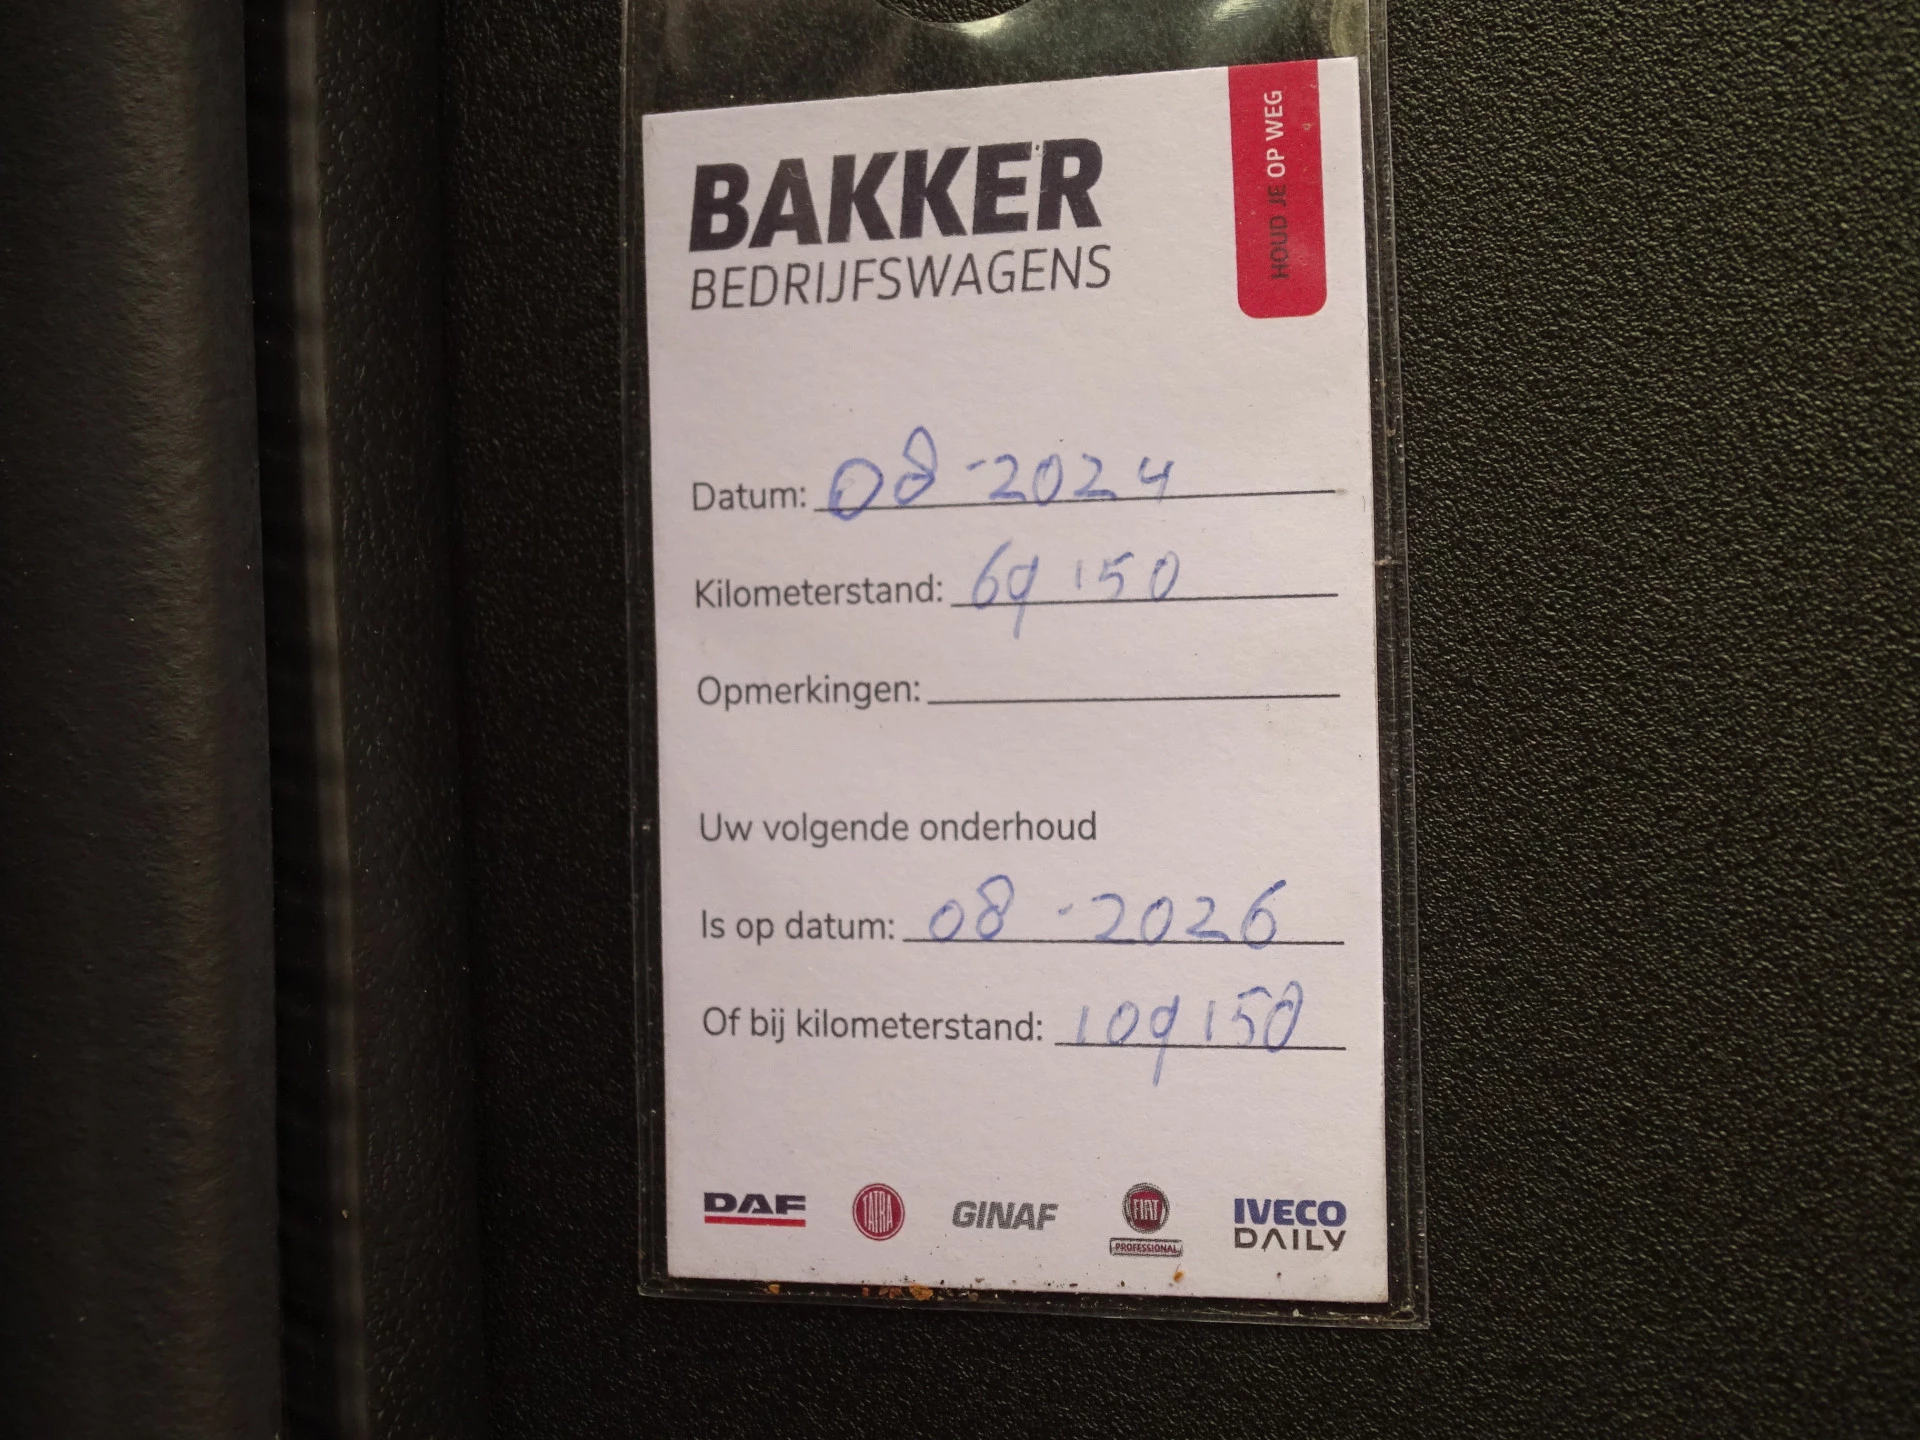 BAKKER
BEDRIJFSWAGENS
HOUD JE OP WEG
Datum: 08-2024
Kilometerstand: 69150
Opmerkingen:
Uw volgende onderhoud
Is op datum: 08-2026
Of bij kilometerstand: 109150
DAF
TATRA
GINAF
FIAT
PROFESSIONAL
IVECO
DAILY